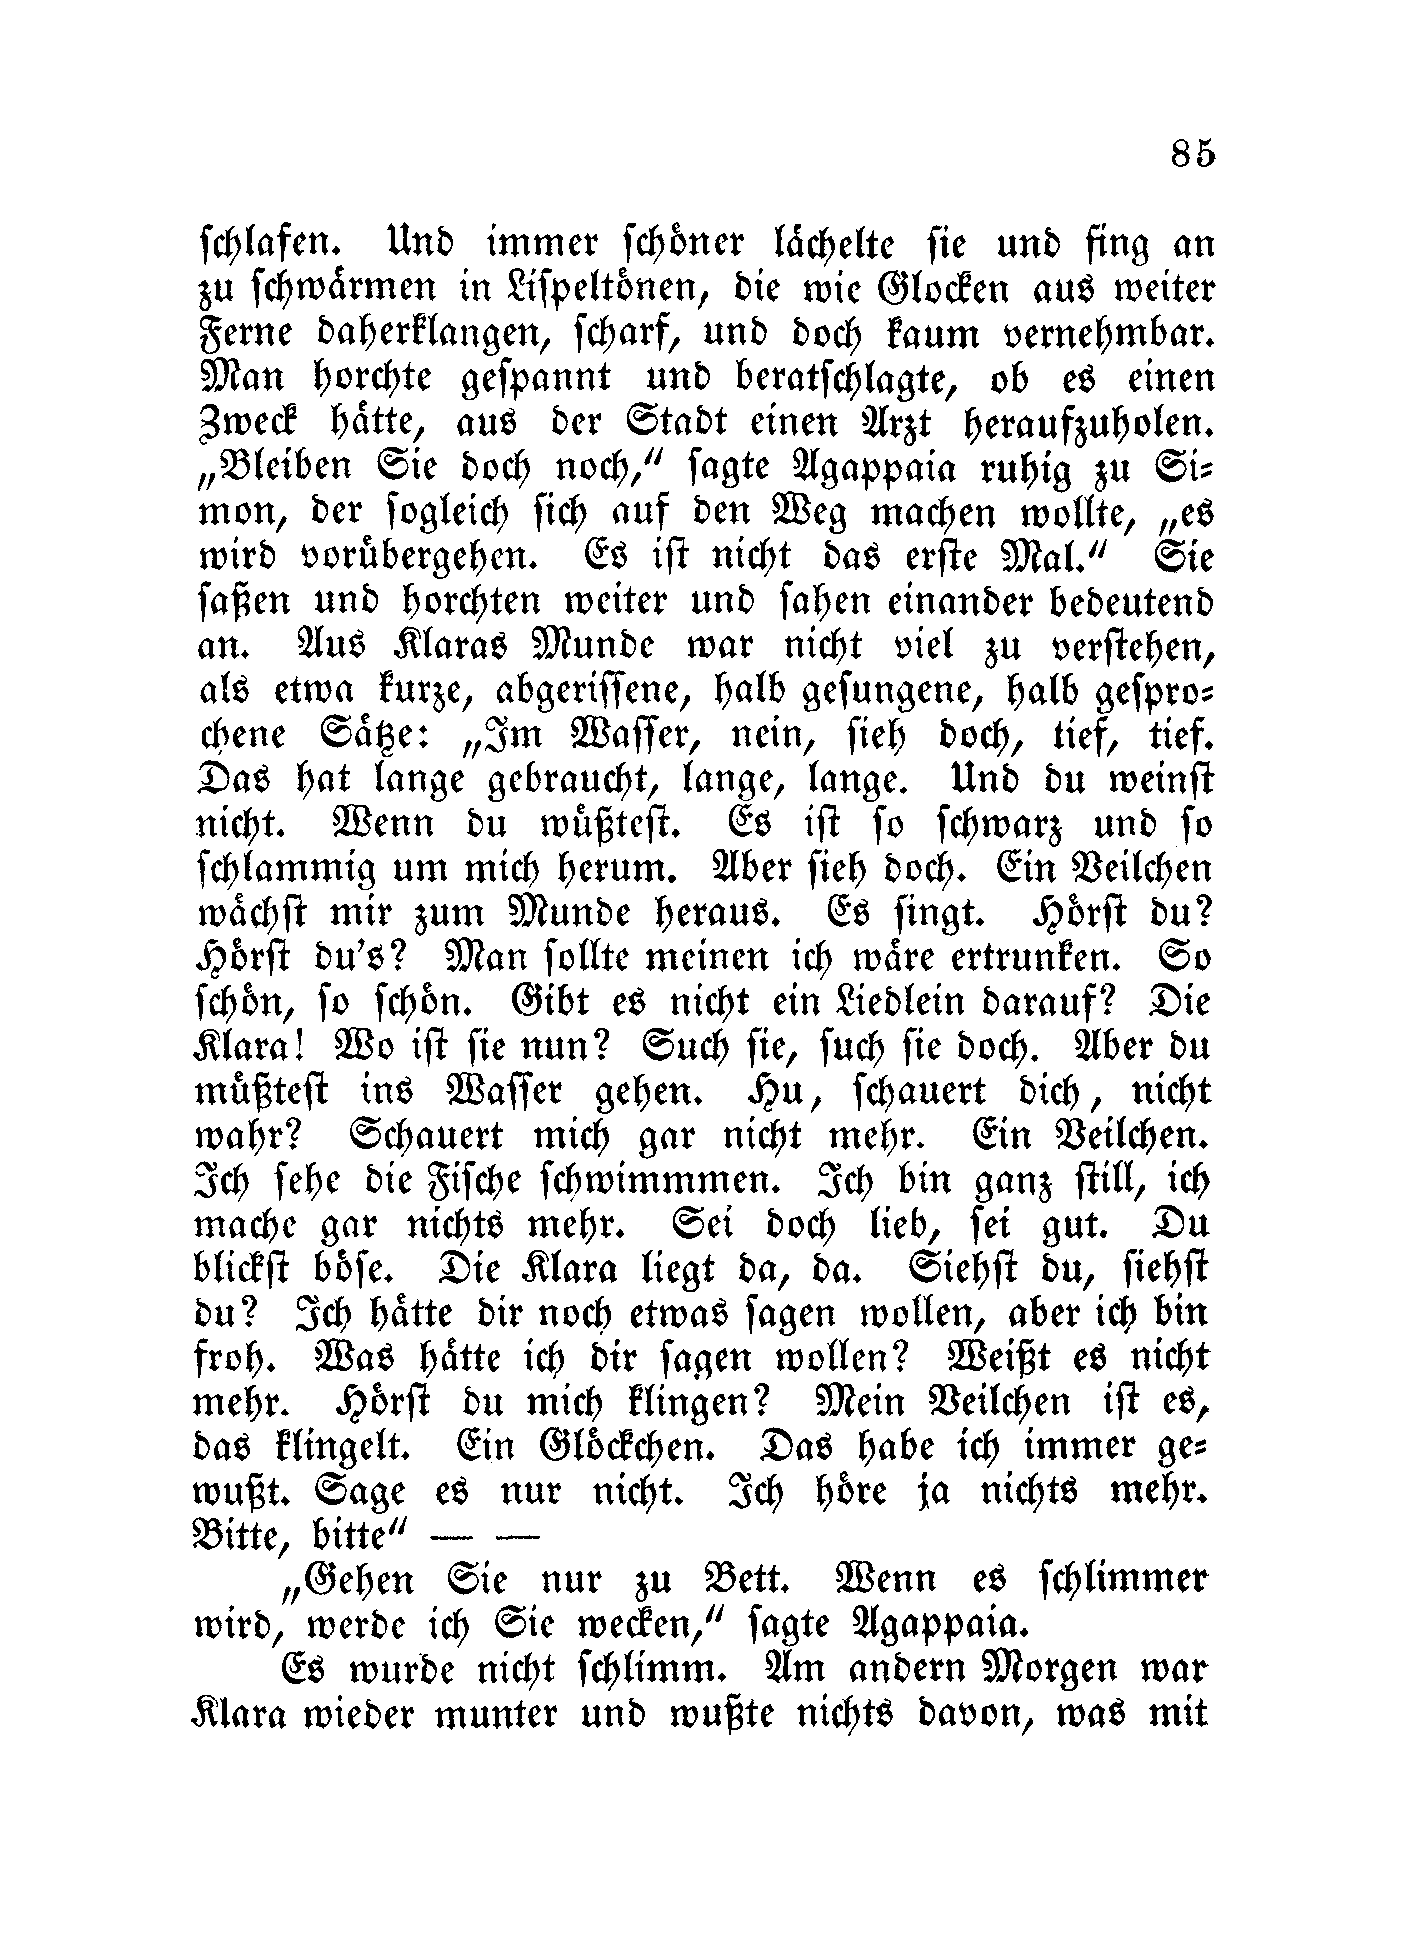 85
schlafen. Und immer schöner lächelte sie und fing an
zu schwärmen in Lispeltönen, die wie Glocken aus weiter
Ferne daherklangen, scharf, und doch kaum vernehmbar.
Man horchte gespannt und beratschlagte, ob es einen
Zweck hätte, aus der Stadt einen Arzt heraufzuholen.
„Bleiben Sie doch noch,“ sagte Agappaia ruhig zu Si-
mon, der sogleich sich auf den Weg machen wollte, „es
wird vorübergehen. Es ist nicht das erste Mal.“ Sie
saßen und horchten weiter und sahen einander bedeutend
an. Aus Klaras Munde war nicht viel zu verstehen,
als etwa kurze, abgerissene, halb gesungene, halb gespro-
chene Sätze: „Im Wasser, nein, sieh doch, tief, tief.
Das hat lange gebraucht, lange, lange. Und du weinst
nicht. Wenn du wüßtest. Es ist so schwarz und so
schlammig um mich herum. Aber sieh doch. Ein Veilchen
wächst mir zum Munde heraus. Es singt. Hörst du?
Hörst du's? Man sollte meinen ich wäre ertrunken. So
schön, so schön. Gibt es nicht ein Liedlein darauf? Die
Klara! Wo ist sie nun? Such sie, such sie doch. Aber du
müßtest ins Wasser gehen. Hu, schauert dich, nicht
wahr? Schauert mich gar nicht mehr. Ein Veilchen.
Ich sehe die Fische schwimmmen. Ich bin ganz still, ich
mache gar nichts mehr. Sei doch lieb, sei gut. Du
blickst böse. Die Klara liegt da, da. Siehst du, siehst
du? Ich hätte dir noch etwas sagen wollen, aber ich bin
froh. Was hätte ich dir sagen wollen? Weißt es nicht
mehr. Hörst du mich klingen? Mein Veilchen ist es,
das klingelt. Ein Glöckchen. Das habe ich immer ge-
wußt. Sage es nur nicht. Ich höre ja nichts mehr.
Bitte, bitte“ — —
„Gehen Sie nur zu Bett. Wenn es schlimmer
wird, werde ich Sie wecken,“ sagte Agappaia.
Es wurde nicht schlimm. Am andern Morgen war
Klara wieder munter und wußte nichts davon, was mit